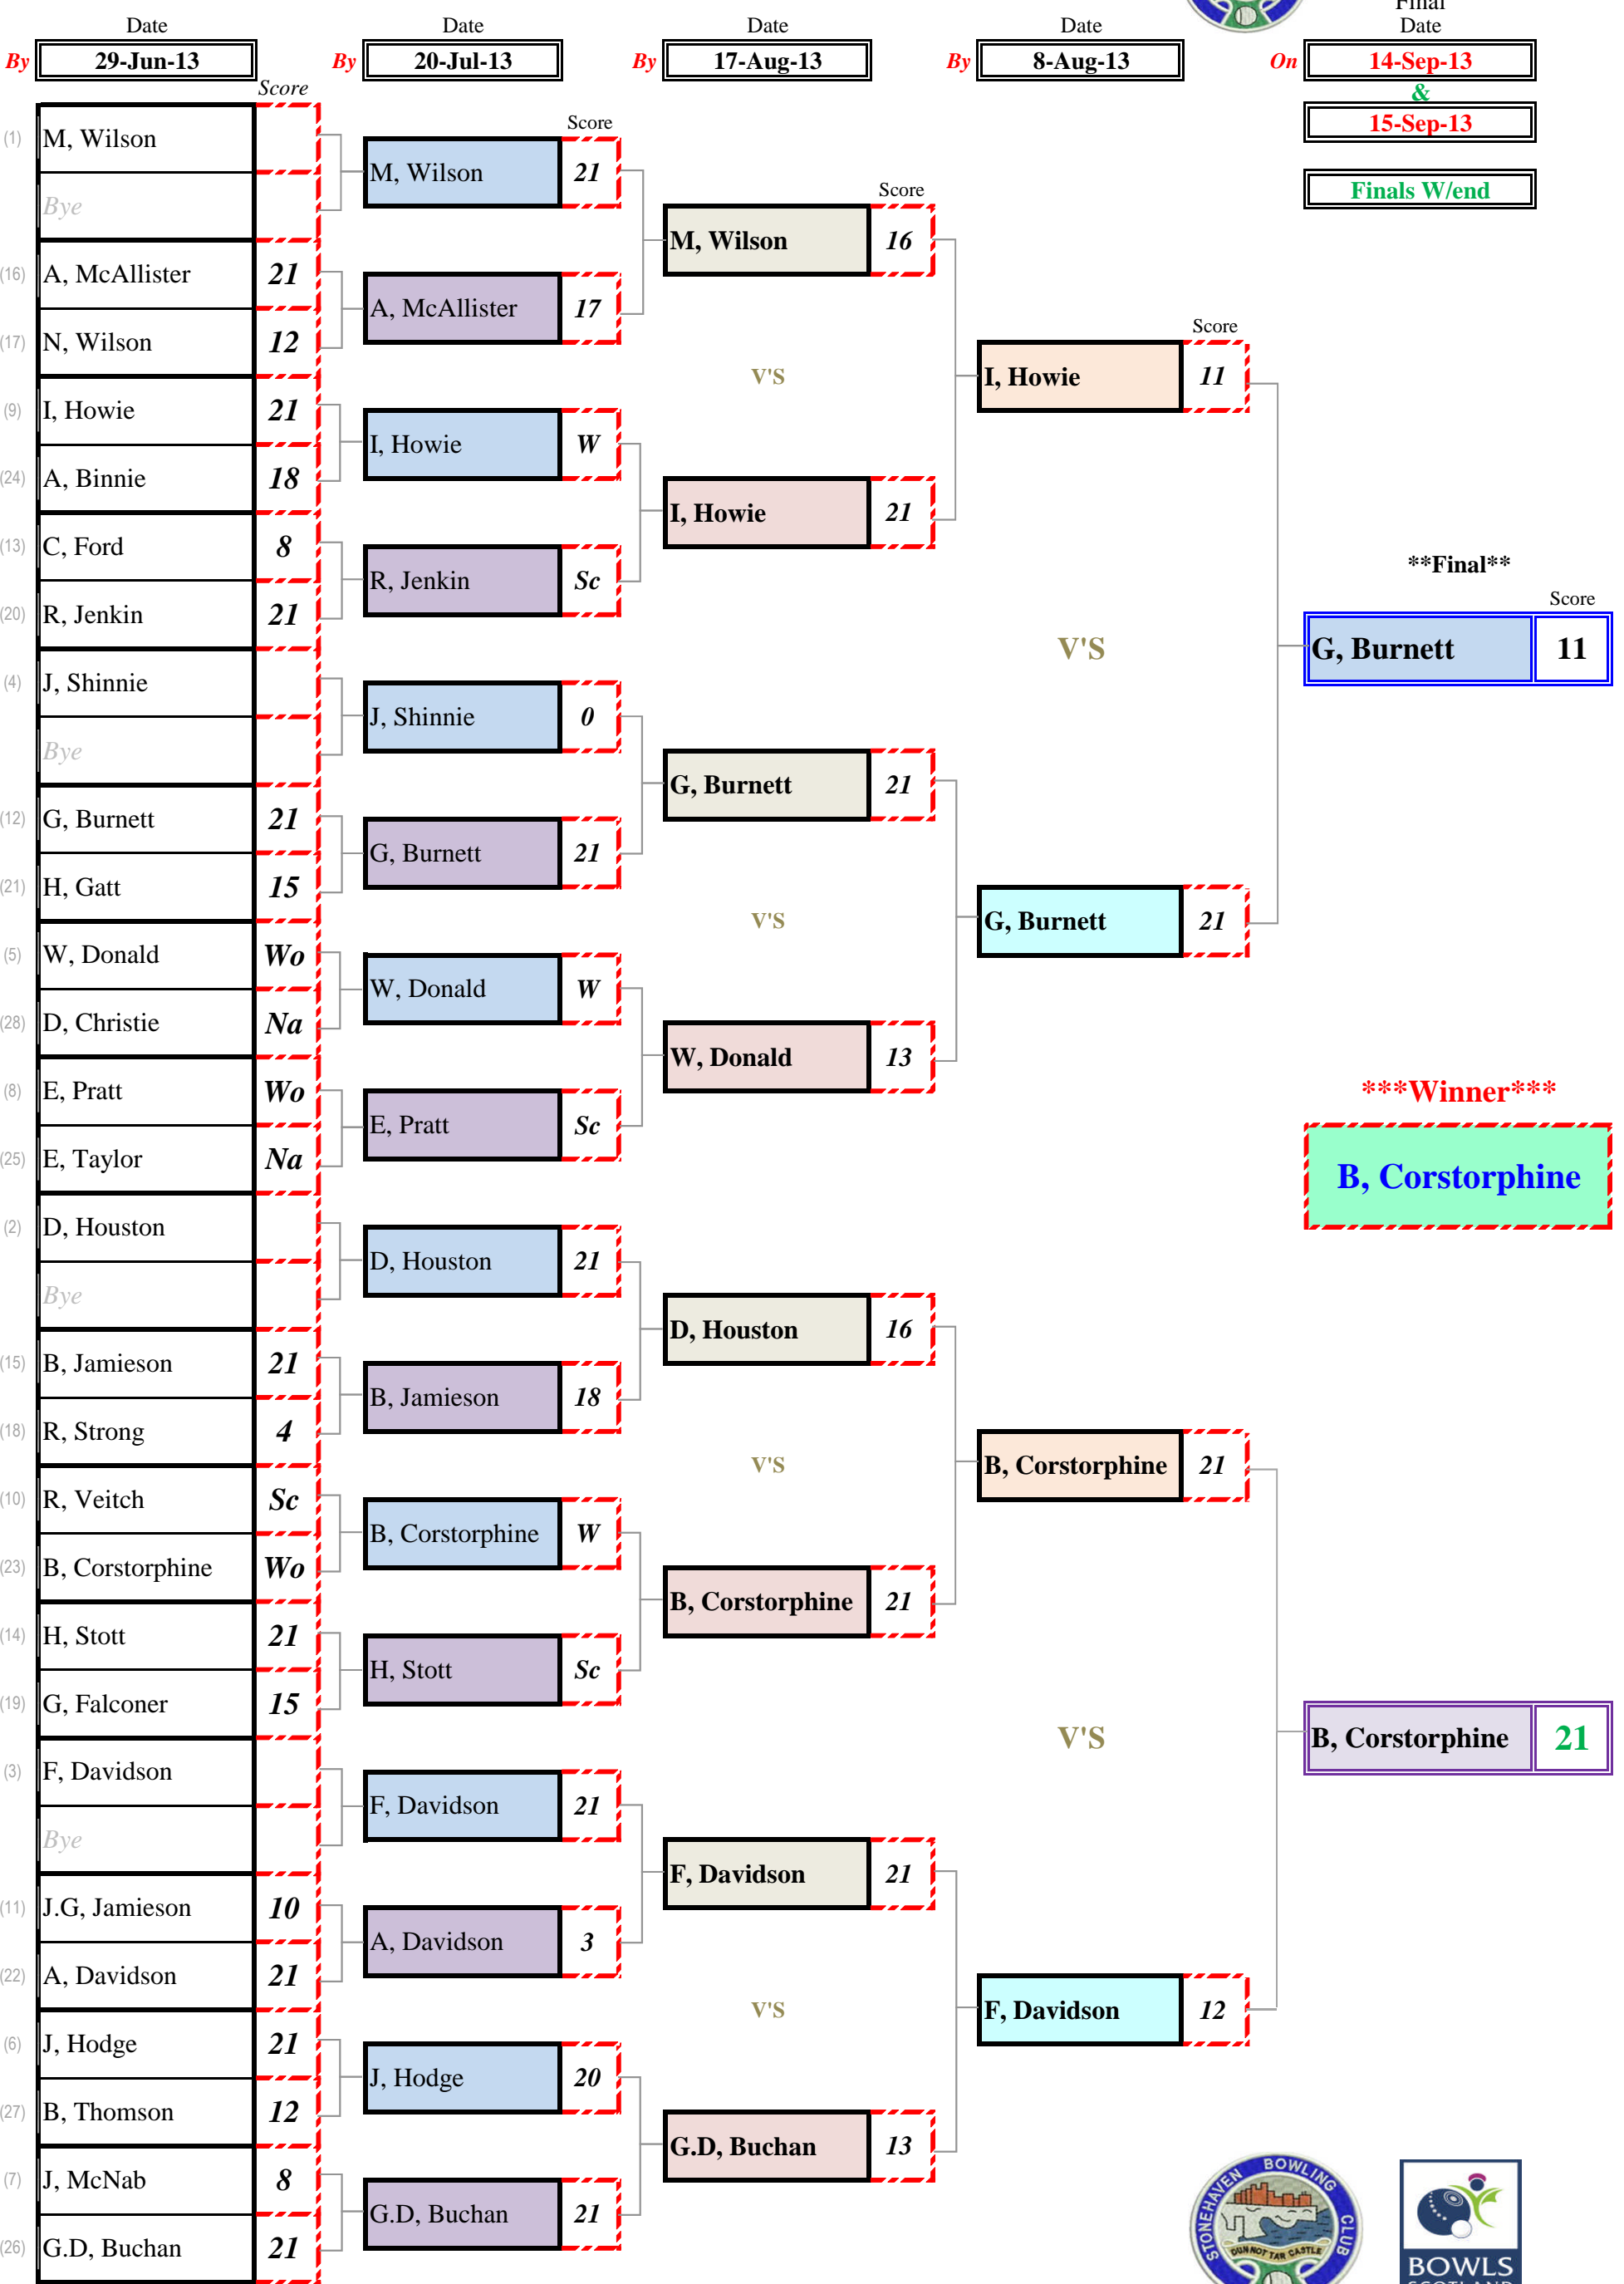 Final
Date Date Date Date Date
By 29-Jun-13 By 20-Jul-13 By 17-Aug-13 By 8-Aug-13 On 14-Sep-13
&
15-Sep-13
Finals W/end
Score
(1) M, Wilson
Bye
(16) A, McAllister 21
(17) N, Wilson 12
(9) I, Howie 21
(24) A, Binnie 18
(13) C, Ford 8
(20) R, Jenkin 21
(4) J, Shinnie
Bye
(12) G, Burnett 21
(21) H, Gatt 15
(5) W, Donald Wo
(28) D, Christie Na
(8) E, Pratt Wo
(25) E, Taylor Na
(2) D, Houston
Bye
(15) B, Jamieson 21
(18) R, Strong 4
(10) R, Veitch Sc
(23) B, Corstorphine Wo
(14) H, Stott 21
(19) G, Falconer 15
(3) F, Davidson
Bye
(11) J.G, Jamieson 10
(22) A, Davidson 21
(6) J, Hodge 21
(27) B, Thomson 12
(7) J, McNab 8
(26) G.D, Buchan 21
Score
M, Wilson 21
A, McAllister 17
I, Howie W
R, Jenkin Sc
J, Shinnie 0
G, Burnett 21
W, Donald W
E, Pratt Sc
D, Houston 21
B, Jamieson 18
B, Corstorphine W
H, Stott Sc
F, Davidson 21
A, Davidson 3
J, Hodge 20
G.D, Buchan 21
Score
M, Wilson 16
V'S
I, Howie 21
G, Burnett 21
V'S
W, Donald 13
D, Houston 16
V'S
B, Corstorphine 21
F, Davidson 21
V'S
G.D, Buchan 13
Score
I, Howie 11
V'S
G, Burnett 21
B, Corstorphine 21
V'S
F, Davidson 12
**Final**
Score
G, Burnett 11
***Winner***
B, Corstorphine
B, Corstorphine 21
STONEHAVEN BOWLING CLUB
DUNNOTTAR CASTLE
BOWLS
SCOTLAND